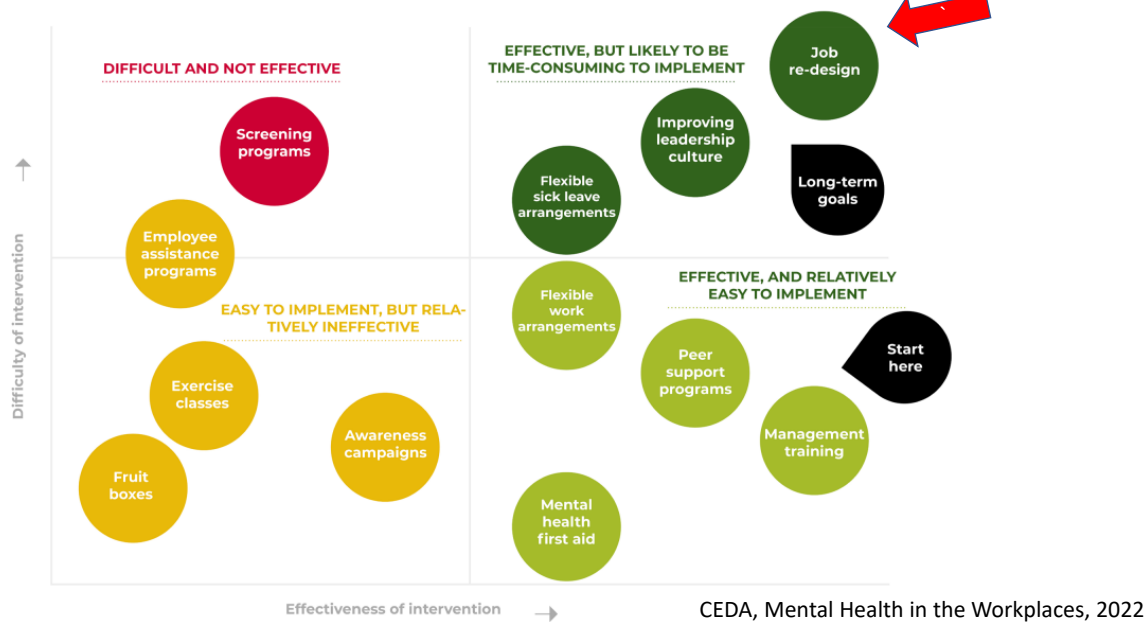 DIFFICULT AND NOT EFFECTIVE
EFFECTIVE, BUT LIKELY TO BE
TIME-CONSUMING TO IMPLEMENT
Job
re-design
Screening
programs
Improving
leadership
culture
Flexible
sick leave
arrangements
Long-term
goals
Employee
assistance
programs
EASY TO IMPLEMENT, BUT RELA-
TIVELY INEFFECTIVE
Flexible
work
arrangements
EFFECTIVE, AND RELATIVELY
EASY TO IMPLEMENT
Peer
support
programs
Start
here
Exercise
classes
Awareness
campaigns
Management
training
Fruit
boxes
Mental
health
first aid
Difficulty of intervention
Effectiveness of intervention
CEDA, Mental Health in the Workplaces, 2022